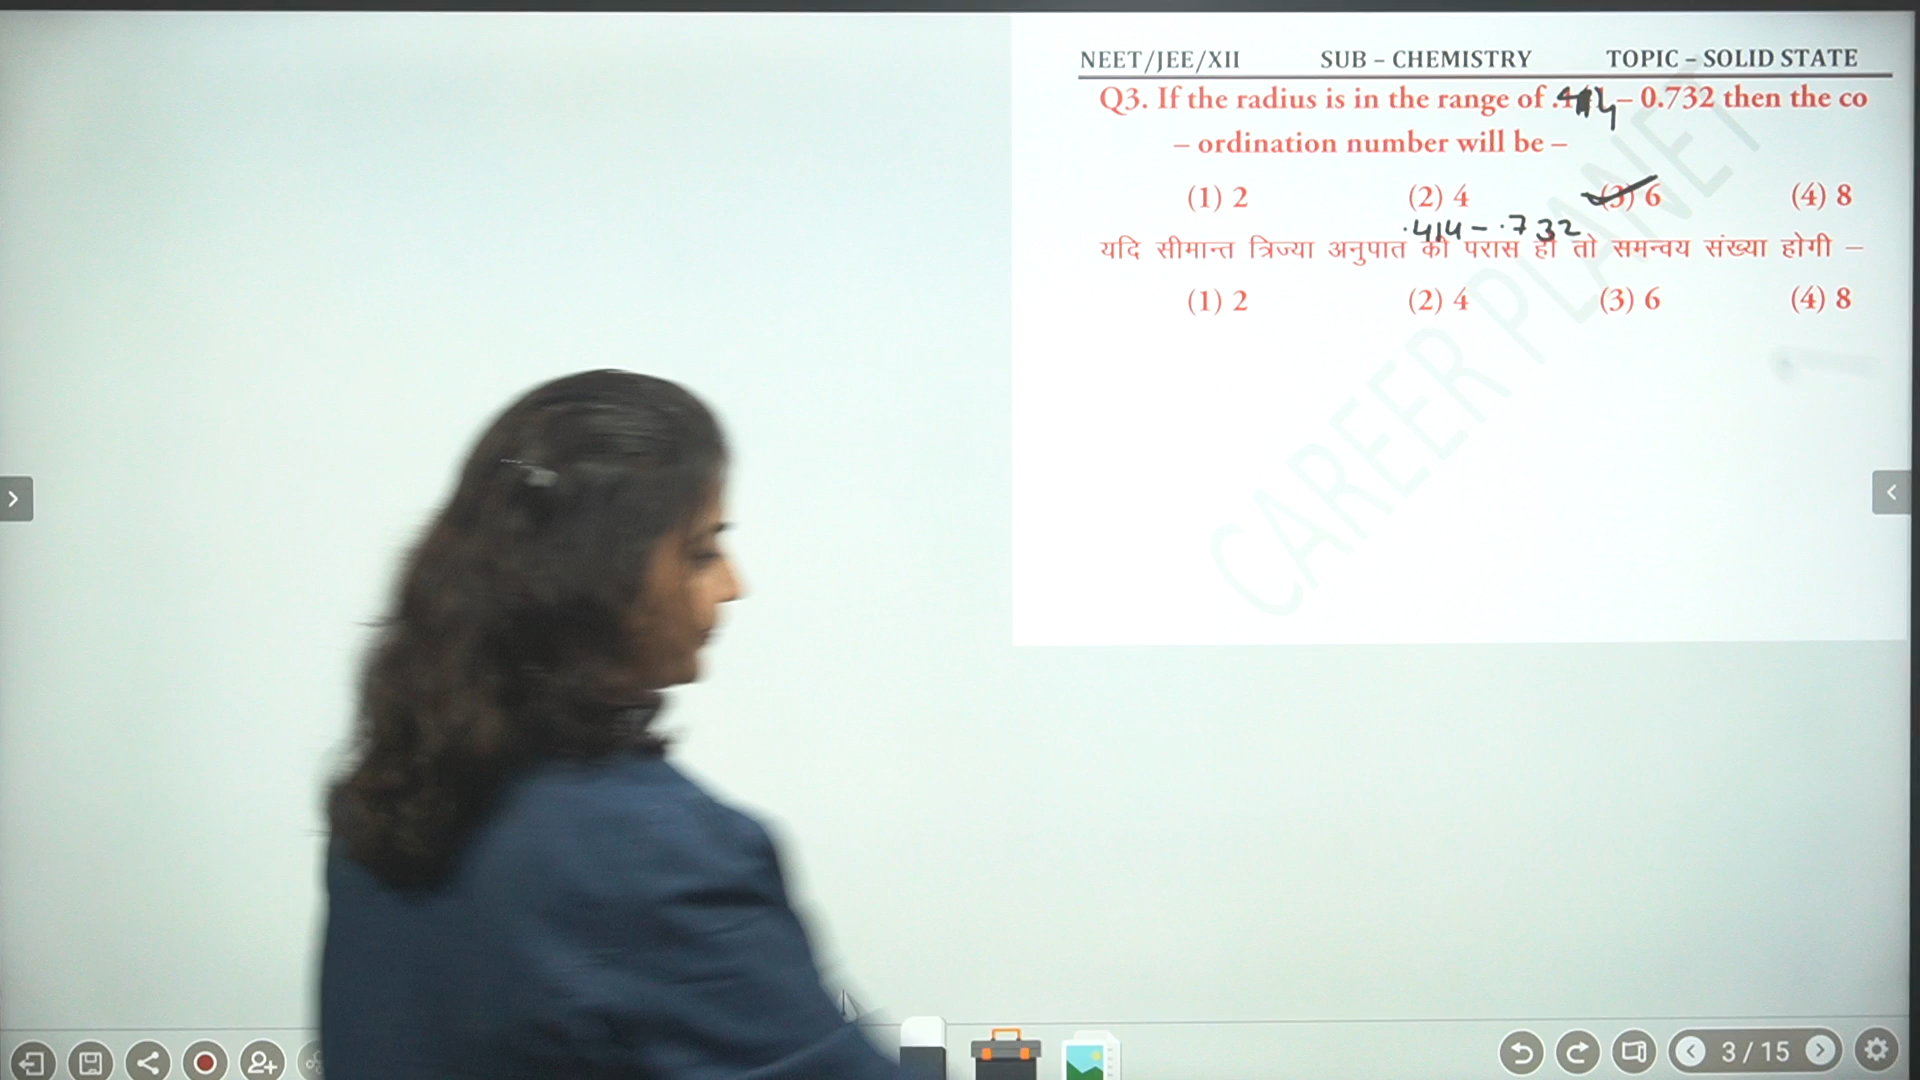 NEET/JEE/XII SUB – CHEMISTRY TOPIC – SOLID STATE
Q3. If the radius is in the range of .414 – 0.732 then the co
– ordination number will be –
(1) 2 (2) 4 (3) 6 (4) 8
.414 – .732
यदि सीमान्त त्रिज्या अनुपात की परास हो तो समन्वय संख्या होगी –
(1) 2 (2) 4 (3) 6 (4) 8
CAREER PLANET
3 / 15